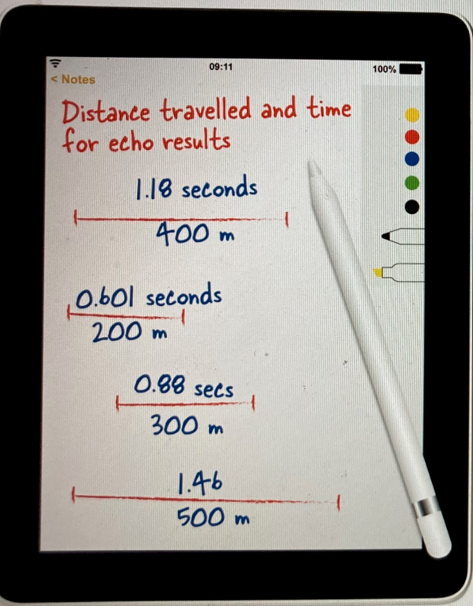 09:11
100%
< Notes
Distance travelled and time
for echo results
1.18 seconds
400 m
0.601 seconds
200 m
0.88 secs
300 m
1.46
500 m